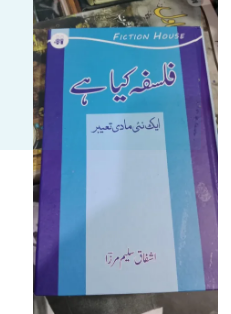 FICTION HOUSE
فلسفہ کیا ہے
ایک نئی مادی تعبیر
اشفاق سلیم مرزا